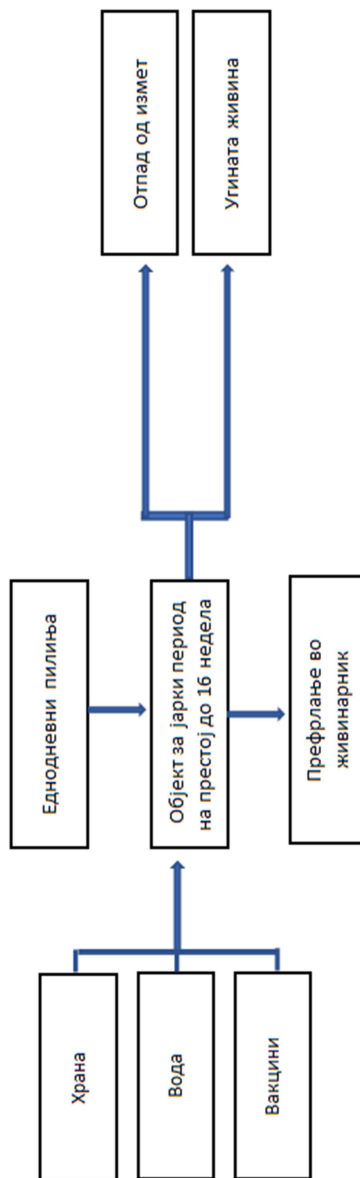 Еднодневни пилиња
Храна
Вода
Вакцини
Објект за јарки период
на престој до 16 недела
Префрлање во
живинарник
Отпад од измет
Угината живина